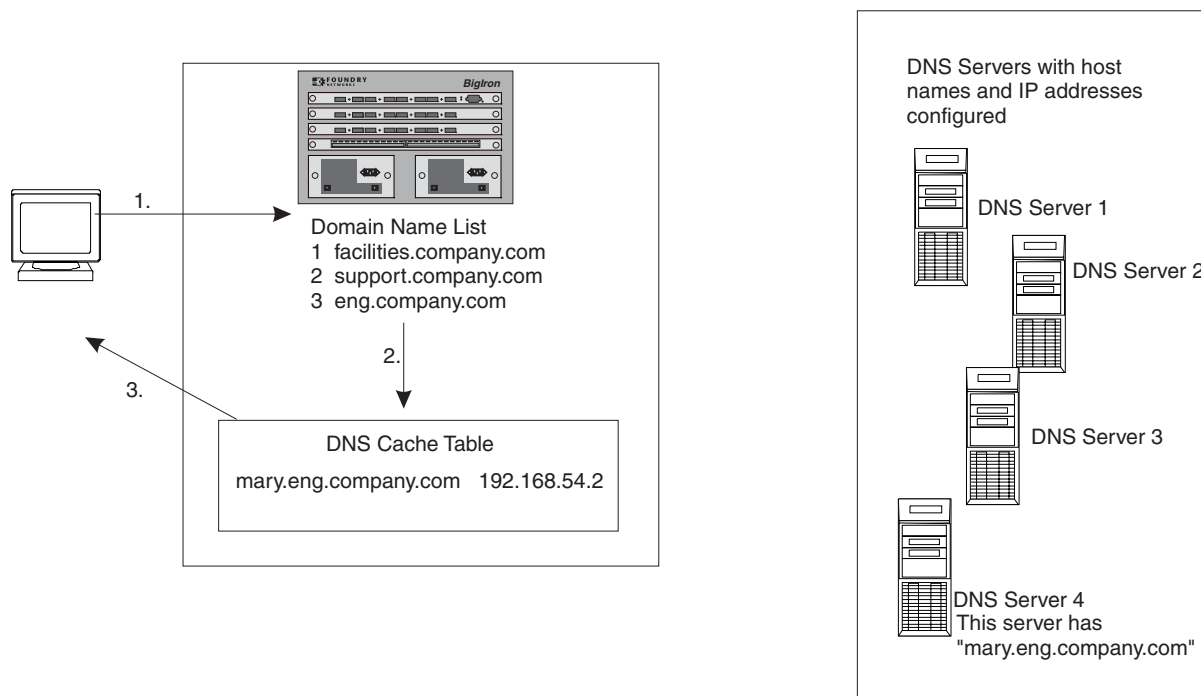 FOUNDRY
NETWORKS
BigIron
1.
Domain Name List
1 facilities.company.com
2 support.company.com
3 eng.company.com
2.
3.
DNS Cache Table
mary.eng.company.com 192.168.54.2
DNS Servers with host
names and IP addresses
configured
DNS Server 1
DNS Server 2
DNS Server 3
DNS Server 4
This server has
"mary.eng.company.com"